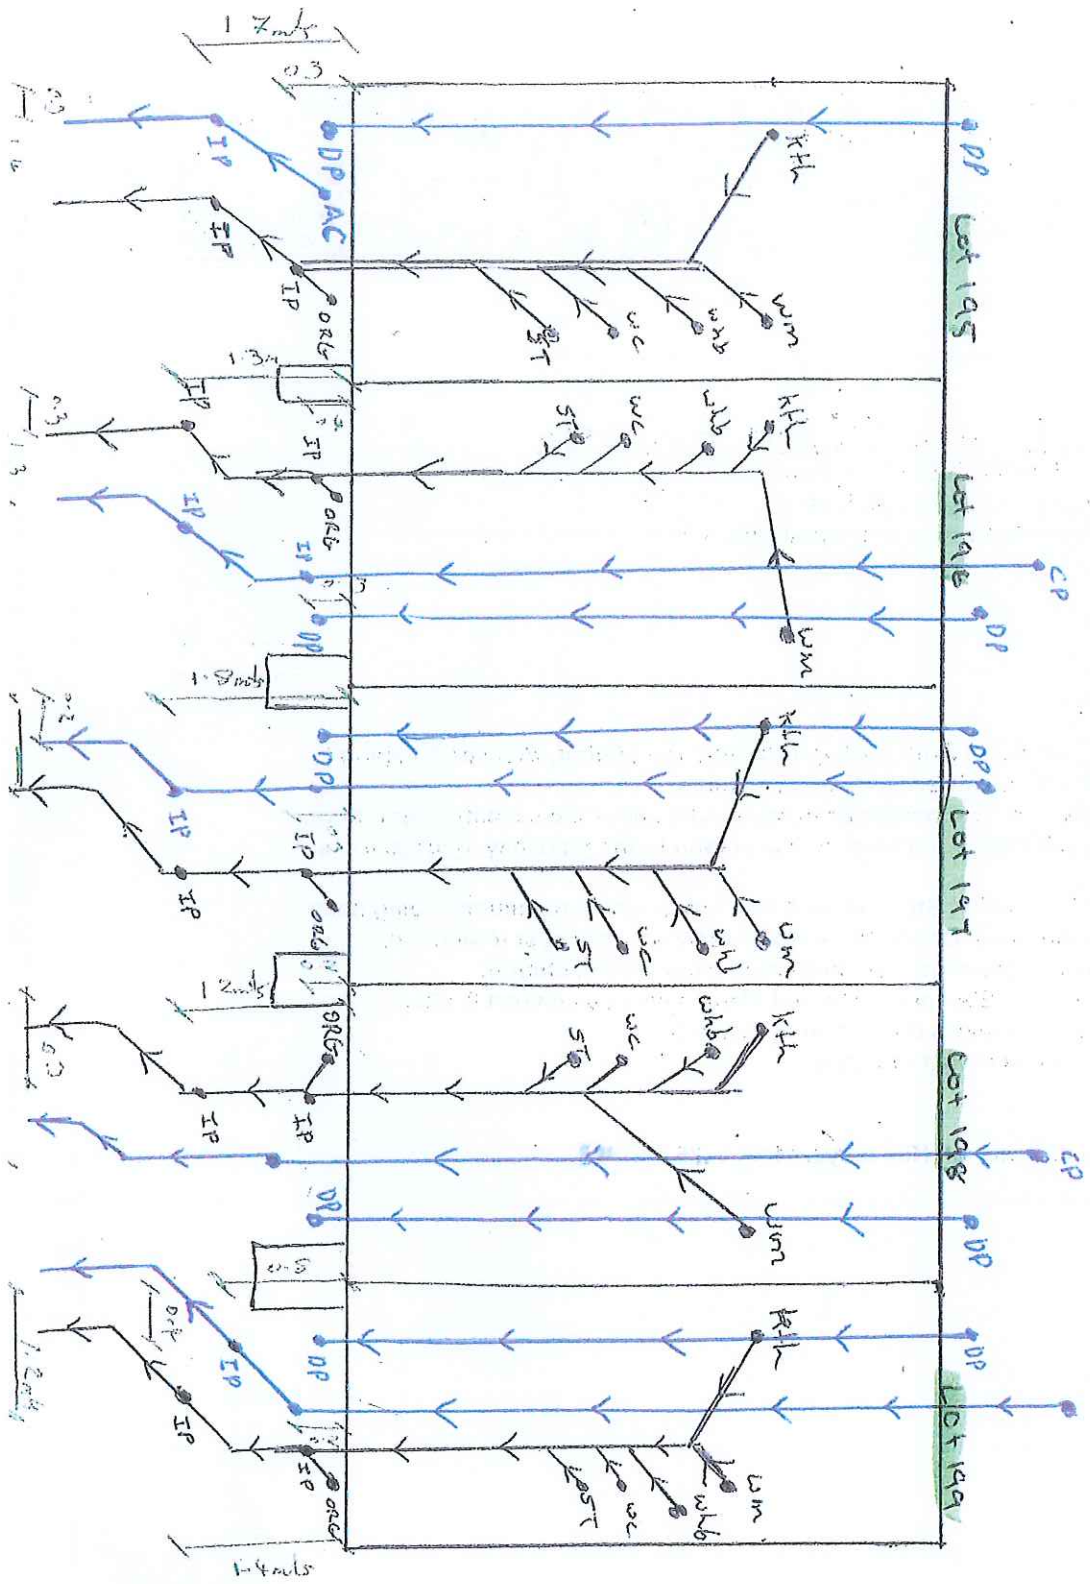 CP
CP
DP
DP
DP
DP
DP
Lot 195
Lot 196
Lot 197
Lot 198
Lot 199
kth
wm
kth
wm
kth
wm
kth
wm
kth
wm
whb
whb
whb
whb
wc
wc
wc
wc
wc
ST
ST
ST
ST
ST
DP
AC
ORG
ORG
DP
DP
ORG
ORG
DP
DP
ORG
IP
IP
IP
IP
IP
IP
0.3
1.7mts
1.3m
1.8mts
1.2mts
1.4mts
IP
IP
IP
IP
IP
IP
IP
IP
IP
0.3
0.3
1.2mts